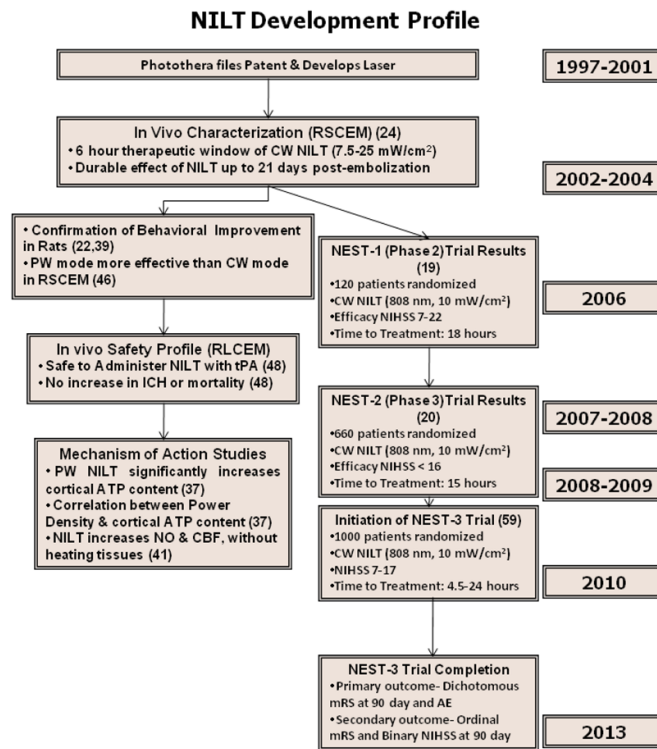 NILT Development Profile
Photothera files Patent & Develops Laser
1997-2001
In Vivo Characterization (RSCEM) (24)
• 6 hour therapeutic window of CW NILT (7.5-25 mW/cm²)
• Durable effect of NILT up to 21 days post-embolization
2002-2004
• Confirmation of Behavioral Improvement
in Rats (22,39)
• PW mode more effective than CW mode
in RSCEM (46)
NEST-1 (Phase 2) Trial Results
(19)
•120 patients randomized
•CW NILT (808 nm, 10 mW/cm²)
•Efficacy NIHSS 7-22
•Time to Treatment: 18 hours
2006
In vivo Safety Profile (RLCEM)
• Safe to Administer NILT with tPA (48)
• No increase in ICH or mortality (48)
NEST-2 (Phase 3) Trial Results
(20)
•660 patients randomized
•CW NILT (808 nm, 10 mW/cm²)
•Efficacy NIHSS < 16
•Time to Treatment: 15 hours
2007-2008
2008-2009
Mechanism of Action Studies
• PW NILT significantly increases
cortical ATP content (37)
• Correlation between Power
Density & cortical ATP content (37)
• NILT increases NO & CBF, without
heating tissues (41)
Initiation of NEST-3 Trial (59)
•1000 patients randomized
•CW NILT (808 nm, 10 mW/cm²)
•NIHSS 7-17
•Time to Treatment: 4.5-24 hours
2010
NEST-3 Trial Completion
•Primary outcome- Dichotomous
mRS at 90 day and AE
•Secondary outcome- Ordinal
mRS and Binary NIHSS at 90 day
2013